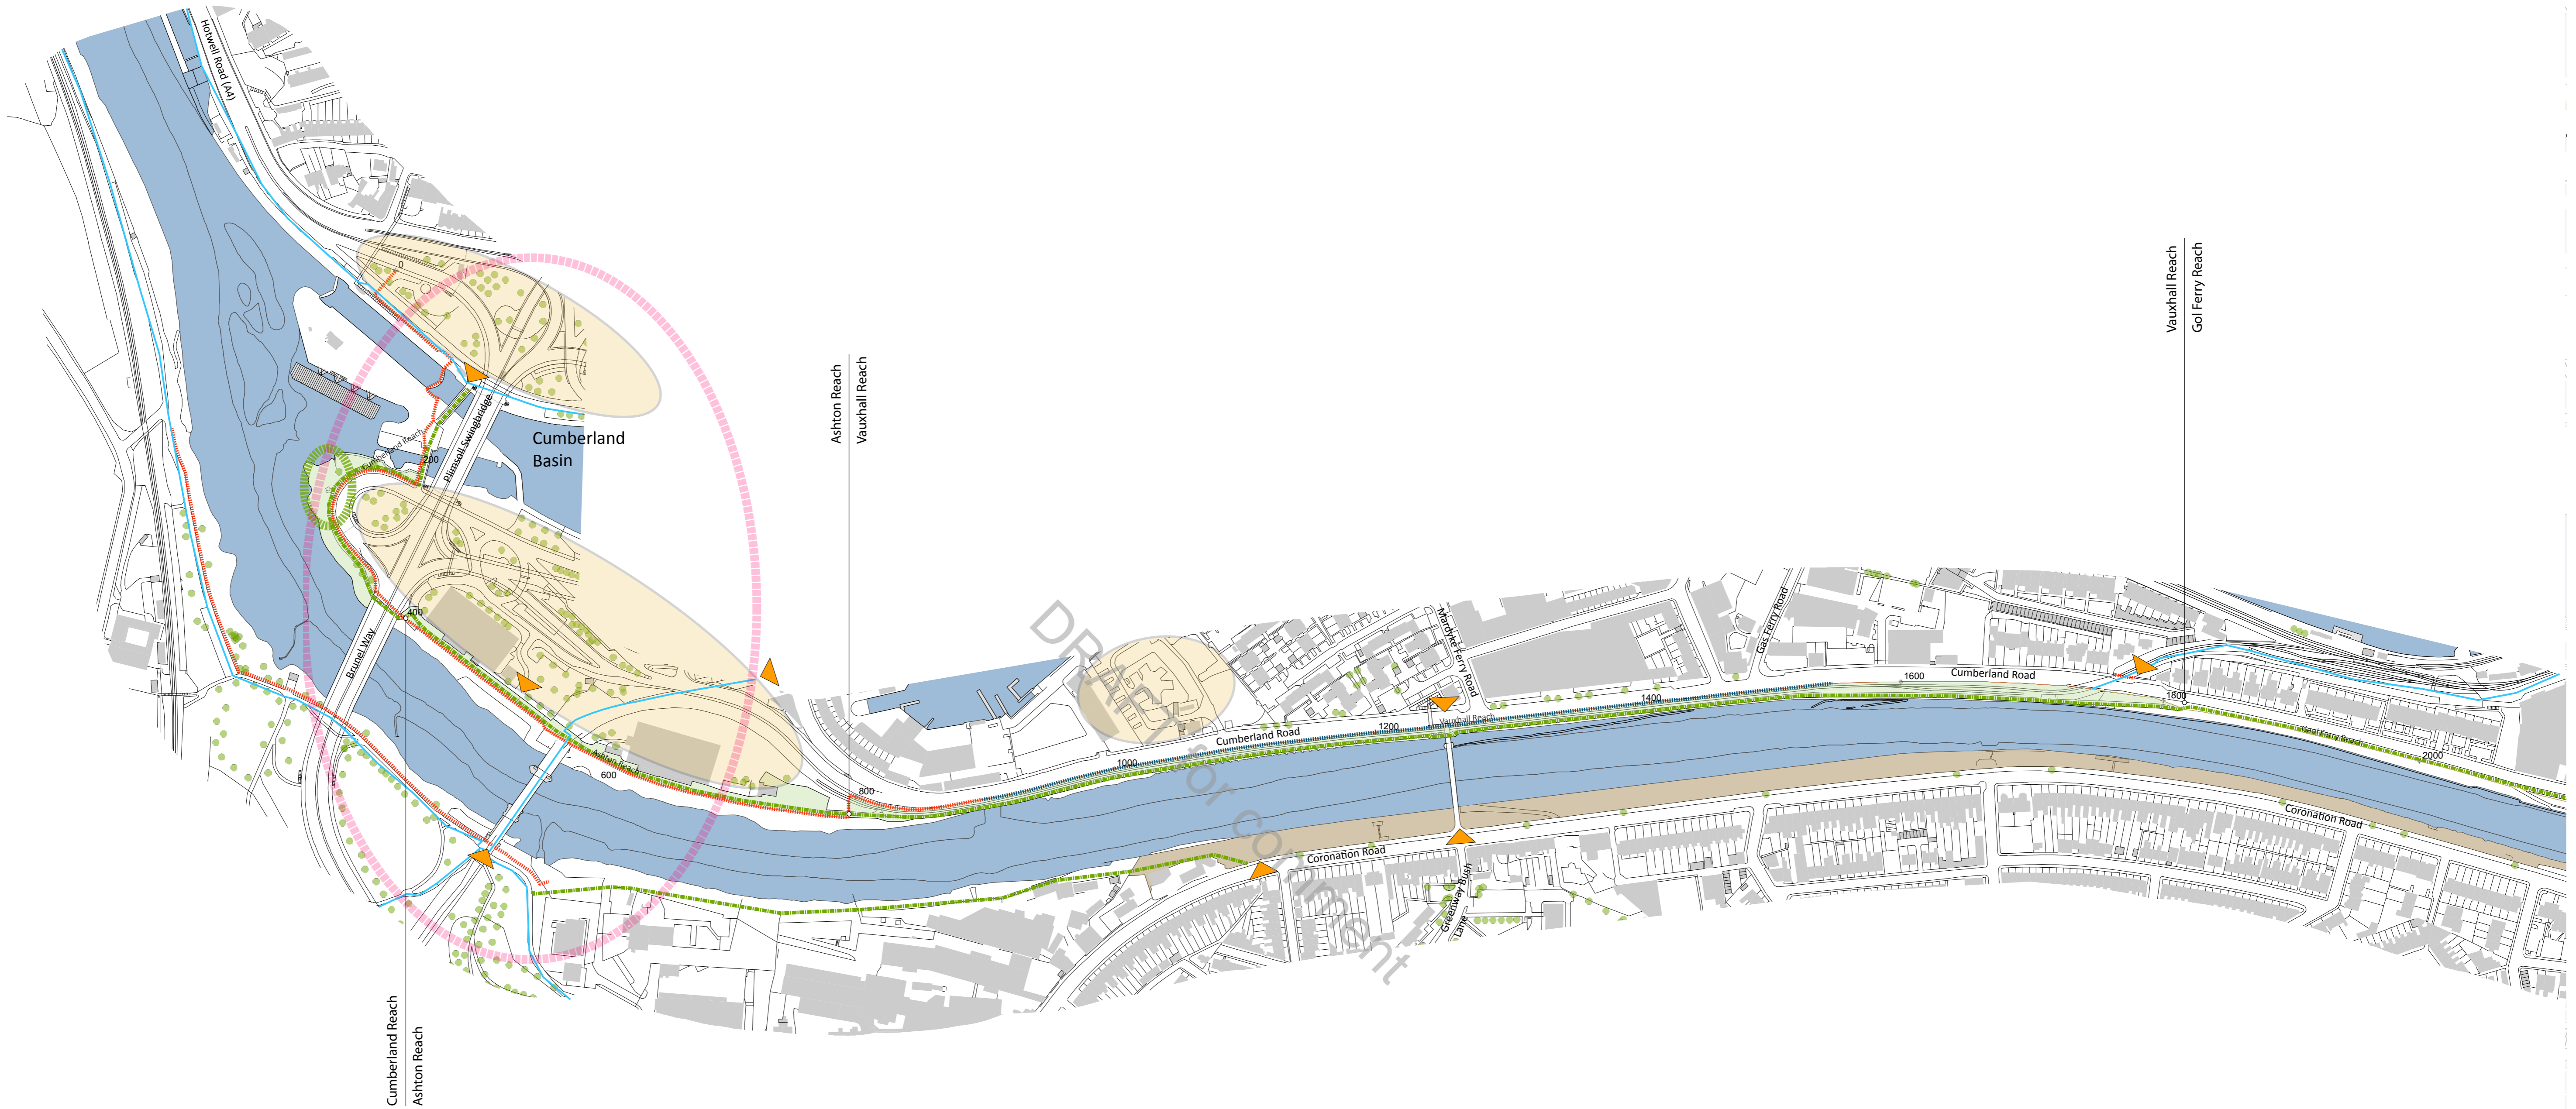 Hotwell Road (A4)
0
Vauxhall Reach
Gol Ferry Reach
Ashton Reach
Vauxhall Reach
Plimsoll Swingbridge
Cumberland
Basin
Cumberland Reach
200
400
Brunel Way
DRAFT for comment
Mardyke Ferry Road
Gas Ferry Road
Cumberland Road
1600
1800
1400
Vauxhall Reach
1200
Cumberland Road
1000
Gaol Ferry Reach
2000
Ashton Reach
600
800
Coronation Road
Coronation Road
Greenway Bush
Lane
Cumberland Reach
Ashton Reach